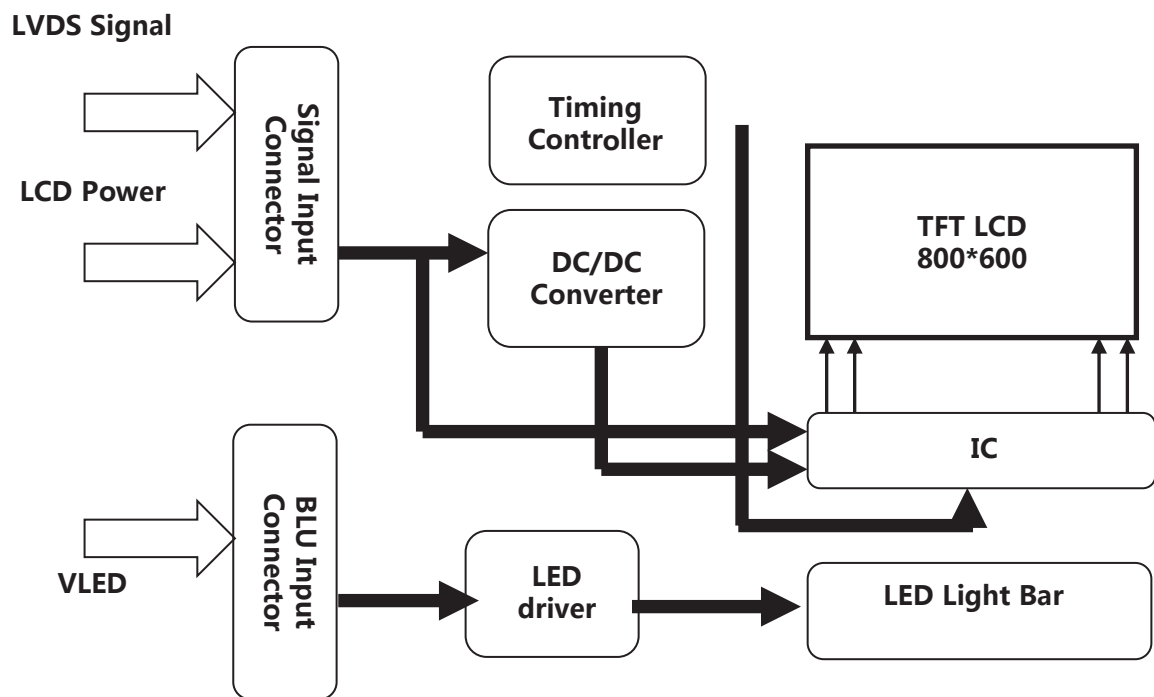 LVDS Signal
LCD Power
Signal Input
Connector
Timing
Controller
DC/DC
Converter
TFT LCD
800*600
IC
VLED
BLU Input
Connector
LED
driver
LED Light Bar